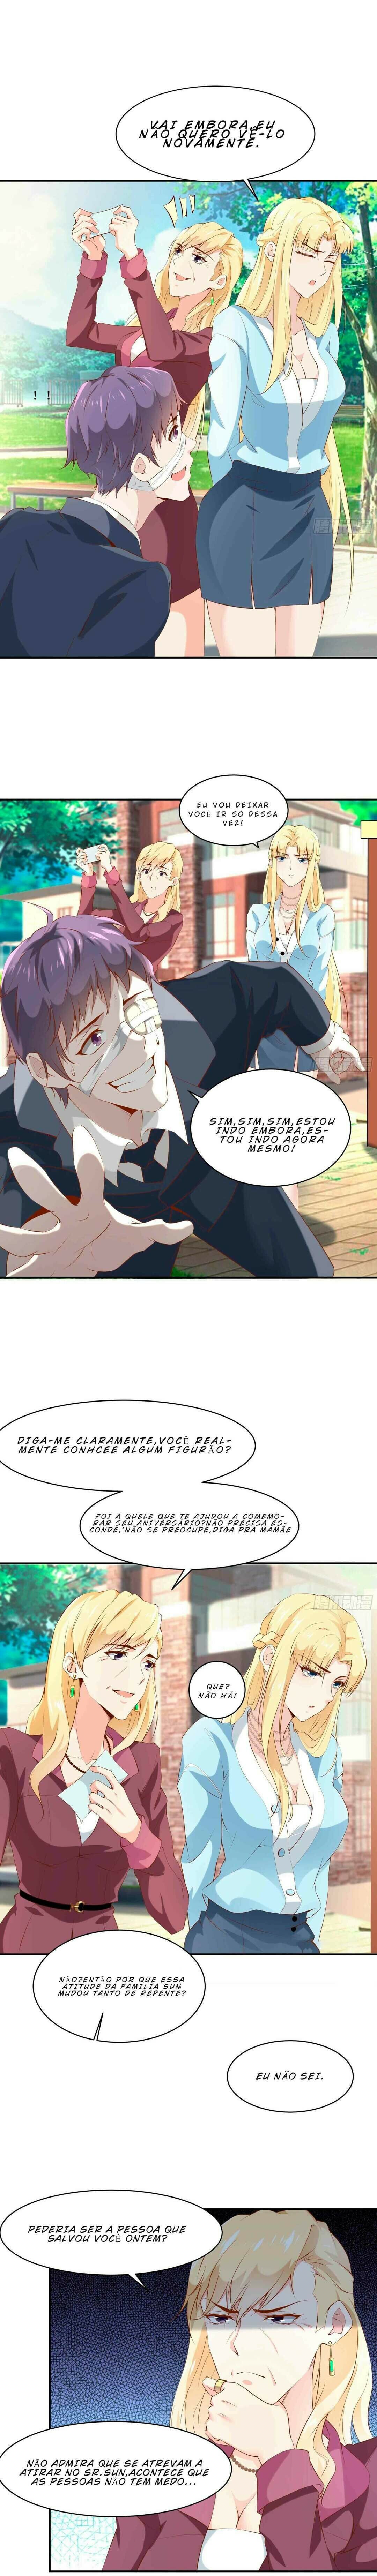 VAI EMBORA,EU
NÃO QUERO VÊ-LO
NOVAMENTE.
! !
EU VOU DEIXAR
VOCÊ IR SO DESSA
VEZ!
SIM,SIM,SIM,ESTOU
INDO EMBORA,ES-
TOU INDO AGORA
MESMO!
DIGA-ME CLARAMENTE,VOCÊ REAL-
MENTE CONHCEE ALGUM FIGURÃO?
FOI A QUELE QUE TE AJUDOU A COMEMO-
RAR SEU,ANIVERSÁRIO?NÃO PRECISA ES-
CONDE,'NÃO SE PREOCUPE,DIGA PRA MAMÃE
QUE?
NÃO HÁ!
NÃO?ENTÃO POR QUE ESSA
ATITUDE DA FAMILIA SUN
MUDOU TANTO DE REPENTE?
EU NÃO SEI.
PEDERIA SER A PESSOA QUE
SALVOU VOCÊ ONTEM?
NÃO ADMIRA QUE SE ATREVAM A
ATIRAR NO SR.SUN,ACONTECE QUE
AS PESSOAS NÃO TEM MEDO...